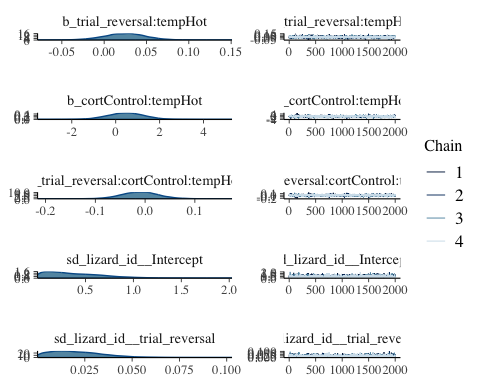 b_trial_reversal:tempHot
trial_reversal:tempH
-0.05 0.00 0.05 0.10 0.15
0 500 1000 1500 2000
b_cortControl:tempHot
_cortControl:tempHo
-2 0 2 4
0 500 1000 1500 2000
Chain
_trial_reversal:cortControl:tempHo
eversal:cortControl:t
1
2
-0.2 -0.1 0.0 0.1
0 500 1000 1500 2000
3
4
sd_lizard_id__Intercept
l_lizard_id__Intercep
0.5 1.0 1.5 2.0
0 500 1000 1500 2000
sd_lizard_id__trial_reversal
lizard_id__trial_reve
0.025 0.050 0.075 0.100
0 500 1000 1500 2000